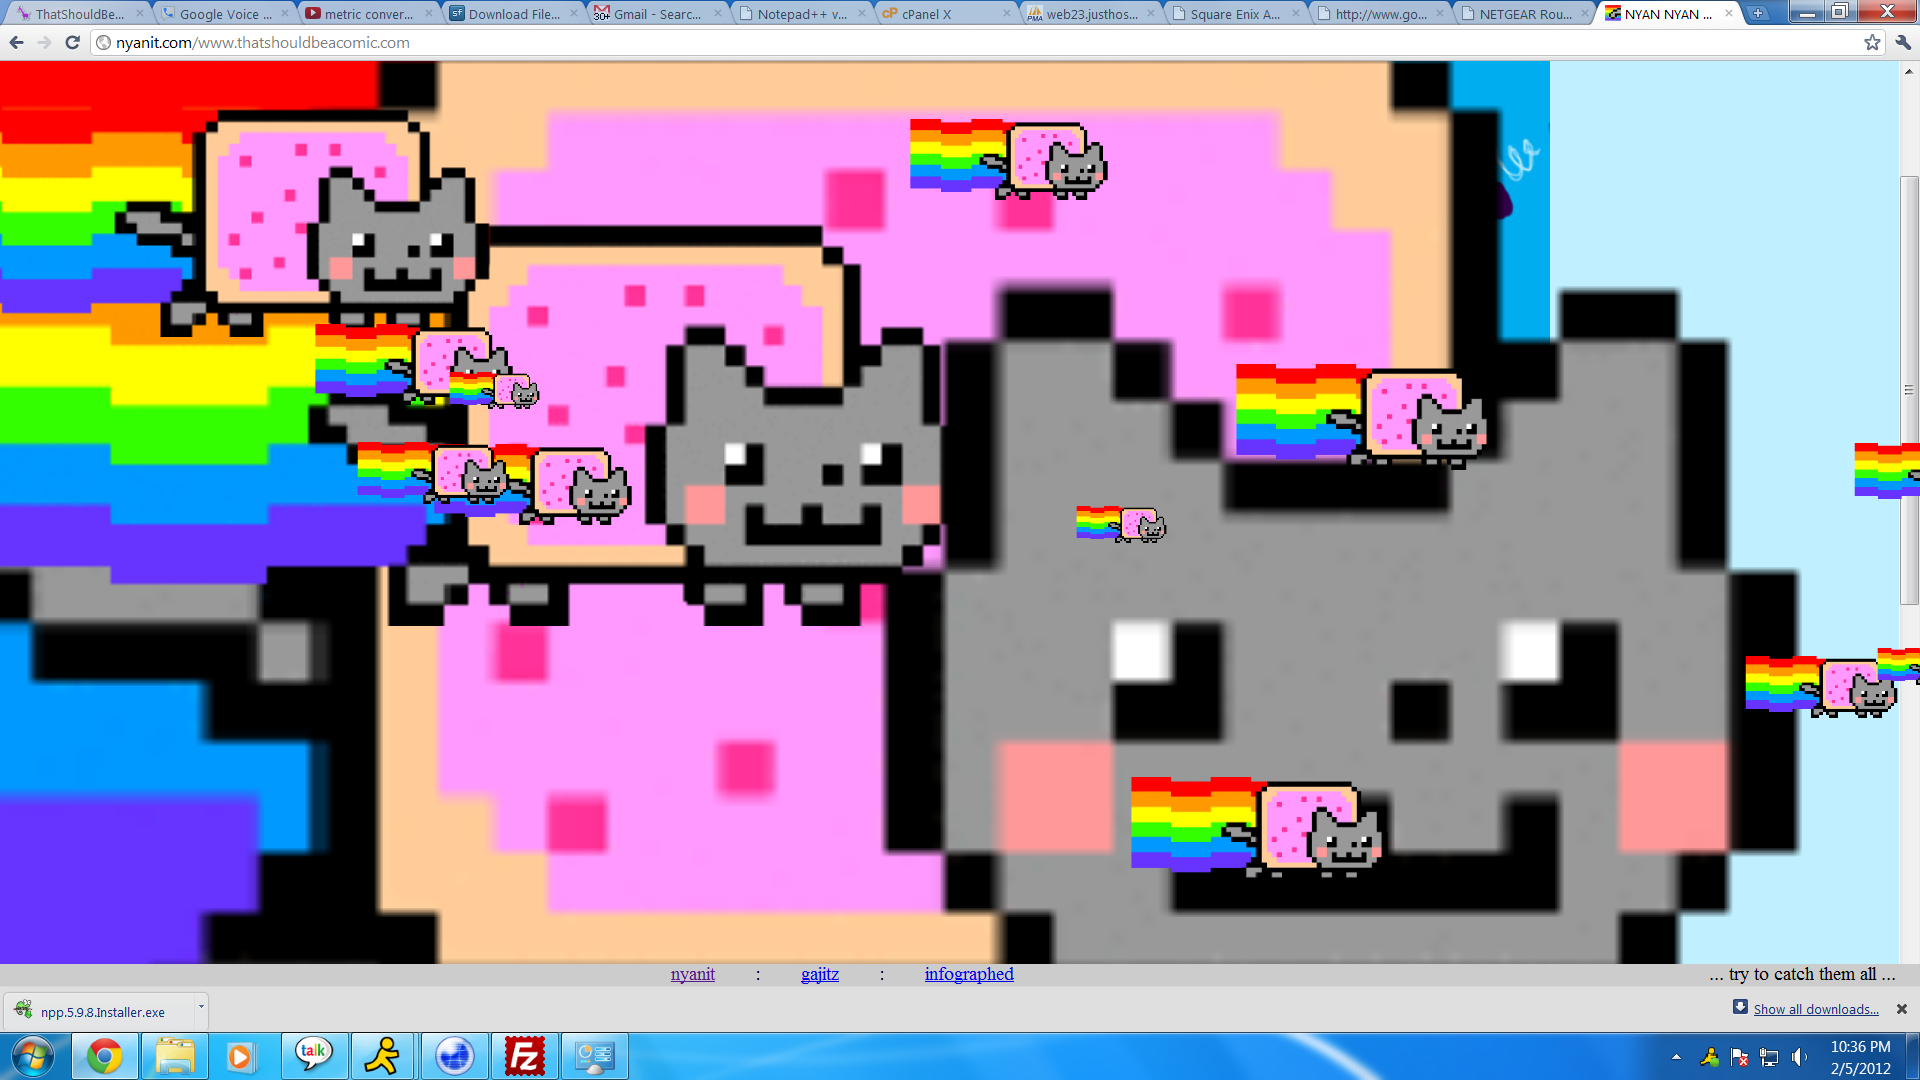 ThatShouldBe...
Google Voice ...
metric conver...
Download File...
30+ Gmail - Searc...
Notepad++ v...
cPanel X
web23.justhos...
Square Enix A...
http://www.go...
NETGEAR Rou...
NYAN NYAN ...
nyanit.com/www.thatshouldbeacomic.com
nyanit : gajitz : infographed ... try to catch them all ...
npp.5.9.8.Installer.exe
Show all downloads...
talk
Fz
10:36 PM
2/5/2012